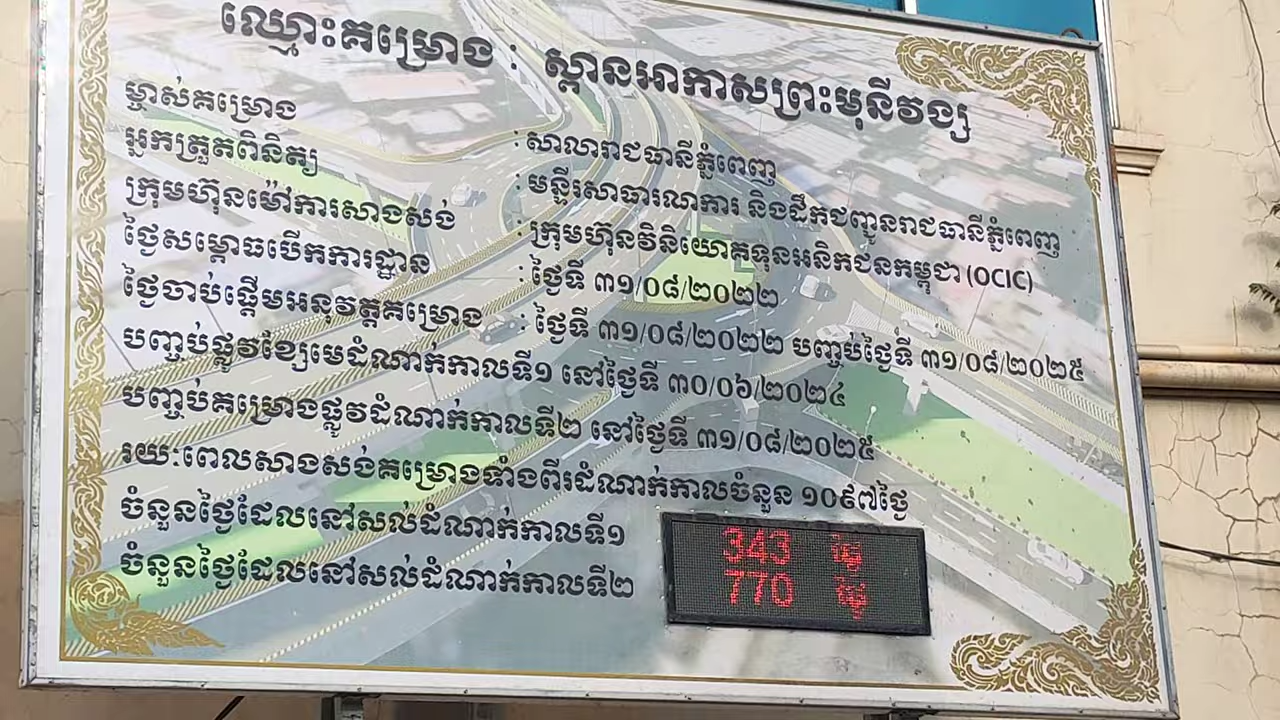 ឈ្មោះគម្រោង : ស្ពានអាកាសព្រះមុនីវង្ស
ម្ចាស់គម្រោង : សាលារាជធានីភ្នំពេញ
អ្នកត្រួតពិនិត្យ : មន្ទីរសាធារណការ និងដឹកជញ្ជូនរាជធានីភ្នំពេញ
ក្រុមហ៊ុនម៉ៅការសាងសង់ : ក្រុមហ៊ុនវិនិយោគទុនអនិកជនកម្ពុជា (OCIC)
ថ្ងៃសម្ពោធបើកការដ្ឋាន : ថ្ងៃទី ៣១/០៨/២០២២
ថ្ងៃចាប់ផ្ដើមអនុវត្តគម្រោង : ថ្ងៃទី ៣១/០៨/២០២២ បញ្ចប់ថ្ងៃទី ៣១/០៨/២០២៥
បញ្ចប់ផ្លូវខ្សែមេដំណាក់កាលទី១ នៅថ្ងៃទី ៣០/០៦/២០២៤
បញ្ចប់គម្រោងផ្លូវដំណាក់កាលទី២ នៅថ្ងៃទី ៣១/០៨/២០២៥
រយៈពេលសាងសង់គម្រោងទាំងពីរដំណាក់កាលចំនួន ១០៩៧ថ្ងៃ
ចំនួនថ្ងៃដែលនៅសល់ដំណាក់កាលទី១ 343 ថ្ងៃ
ចំនួនថ្ងៃដែលនៅសល់ដំណាក់កាលទី២ 770 ថ្ងៃ